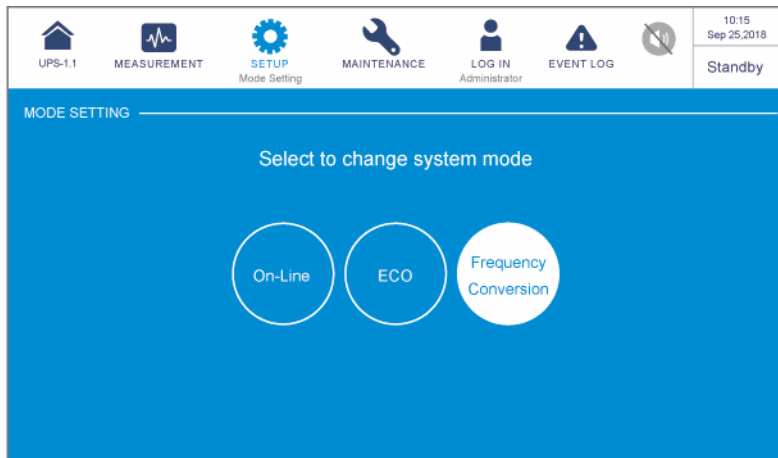 10:15
Sep 25,2018
UPS-1.1 MEASUREMENT SETUP MAINTENANCE LOG IN EVENT LOG
Mode Setting Administrator
Standby
MODE SETTING
Select to change system mode
On-Line
ECO
Frequency
Conversion